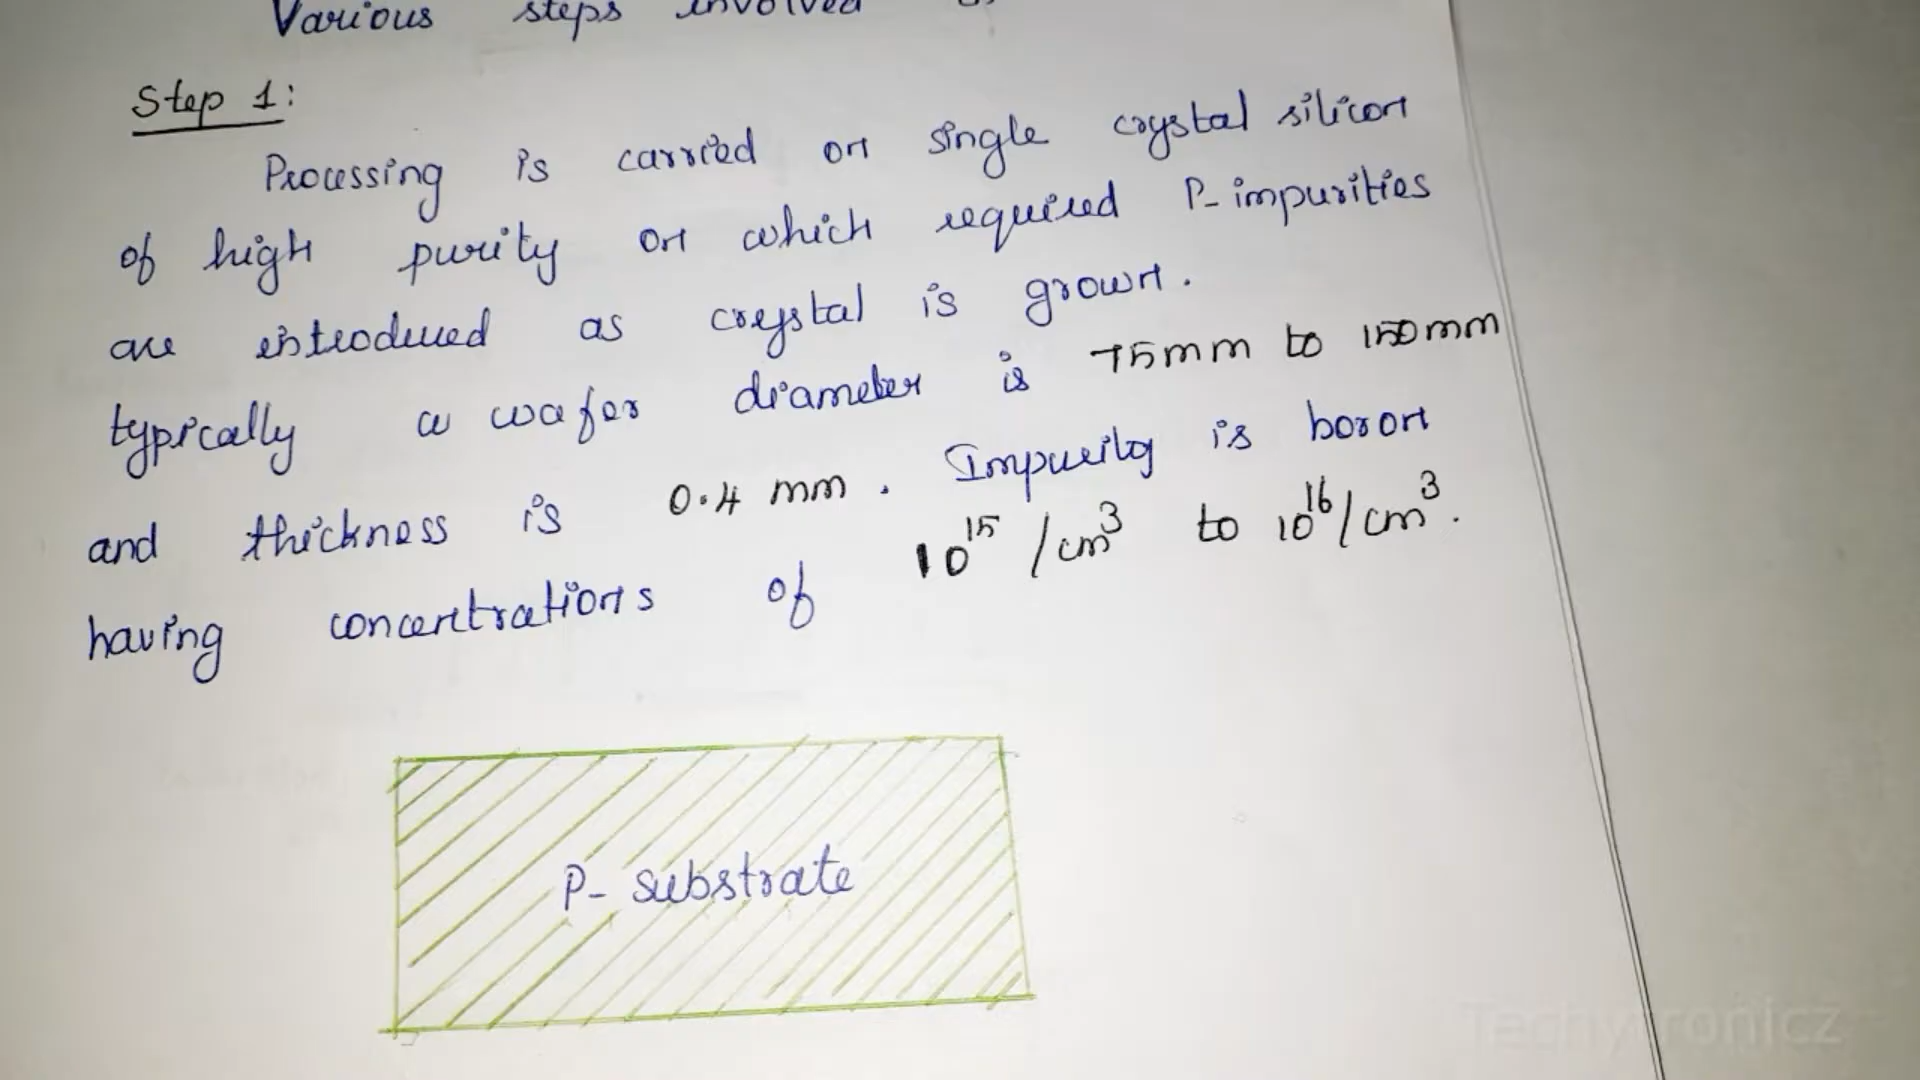 Various steps involved
Step 1:
Processing is carried on single crystal silicon
of high purity on which required P-impurities
are introduced as crystal is grown.
typically a wafer diameter is 75mm to 150mm
and thickness is 0.4 mm. Impurity is boron
having concentrations of 10^15 /cm^3 to 10^16/cm^3.
P- substrate
Techytronicz